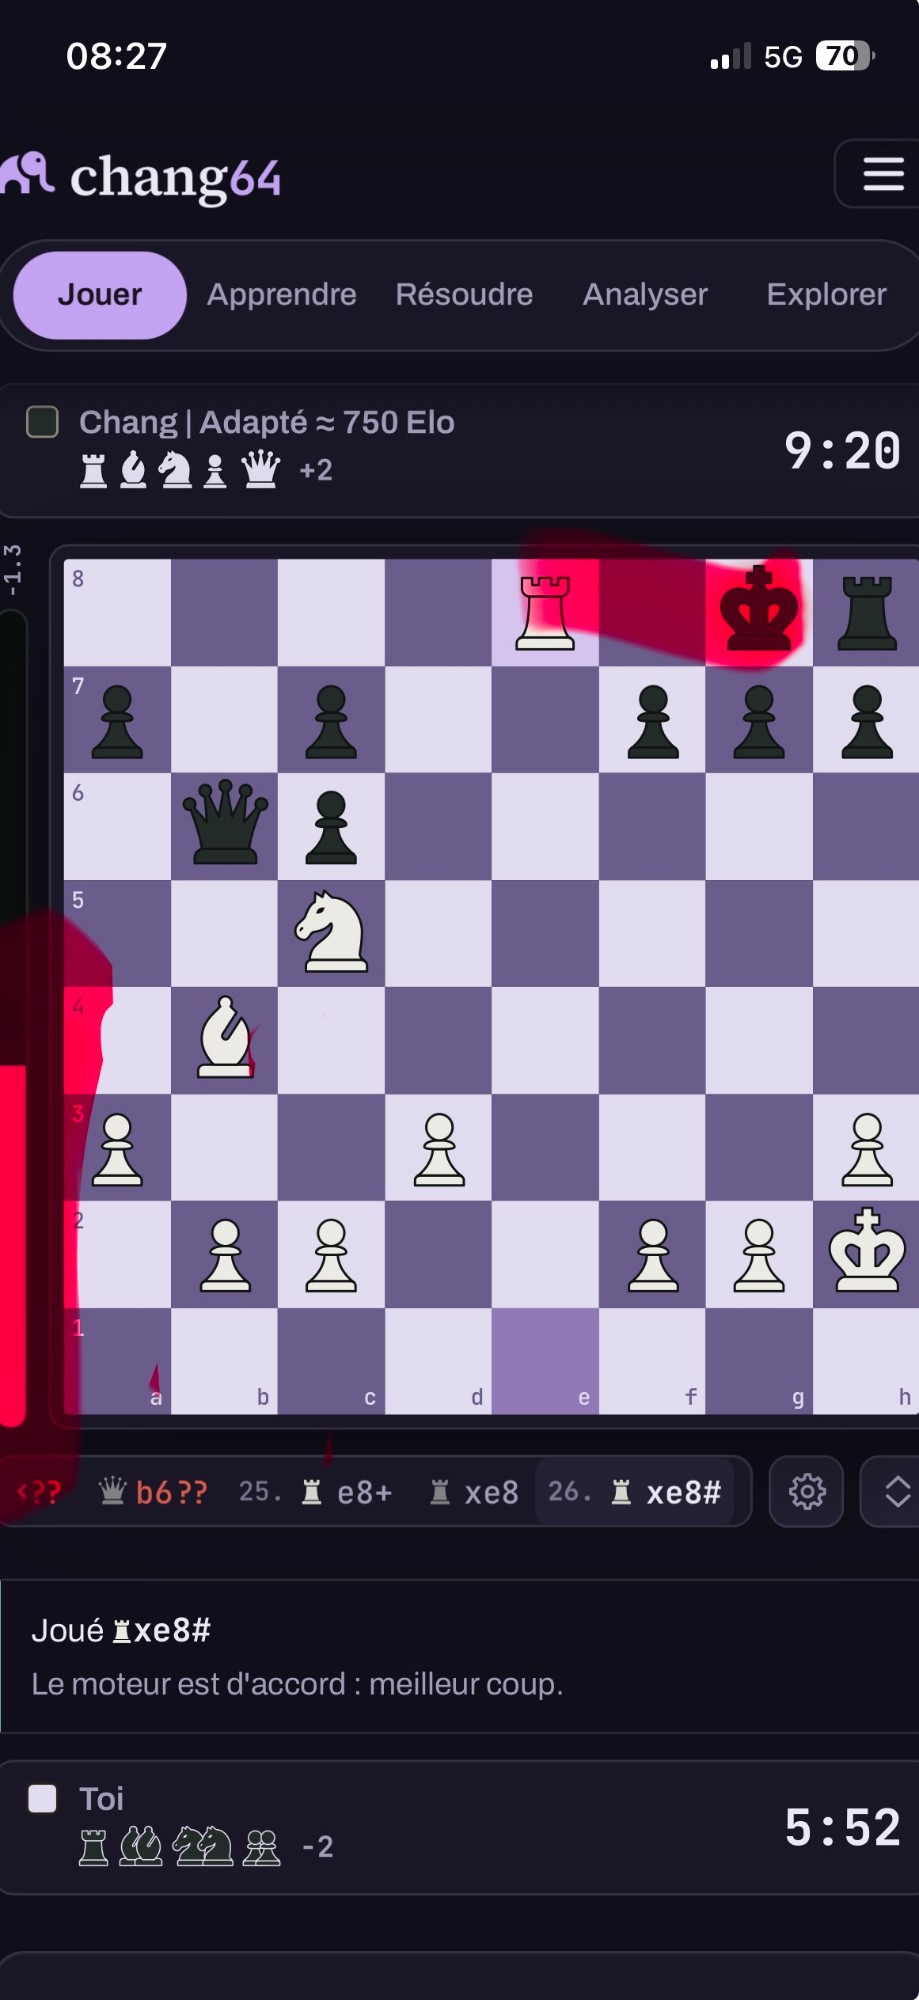 08:27 5G 70
chang64
Jouer Apprendre Résoudre Analyser Explorer
Chang | Adapté ≈ 750 Elo
+2
9:20
-1.3
8
7
6
5
4
3
2
1
a b c d e f g h
?? b6?? 25. e8+ xe8 26. xe8#
Joué xe8#
Le moteur est d'accord : meilleur coup.
Toi
-2
5:52